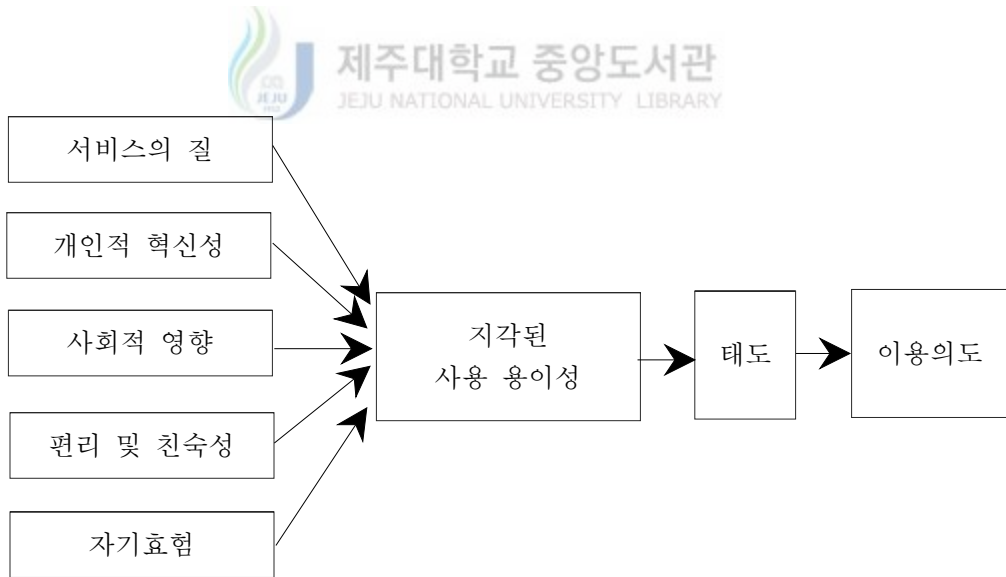 제주대학교 중앙도서관
JEJU NATIONAL UNIVERSITY LIBRARY
JEJU
서비스의 질
개인적 혁신성
사회적 영향
편리 및 친숙성
자기효험
지각된
사용 용이성
태도
이용의도